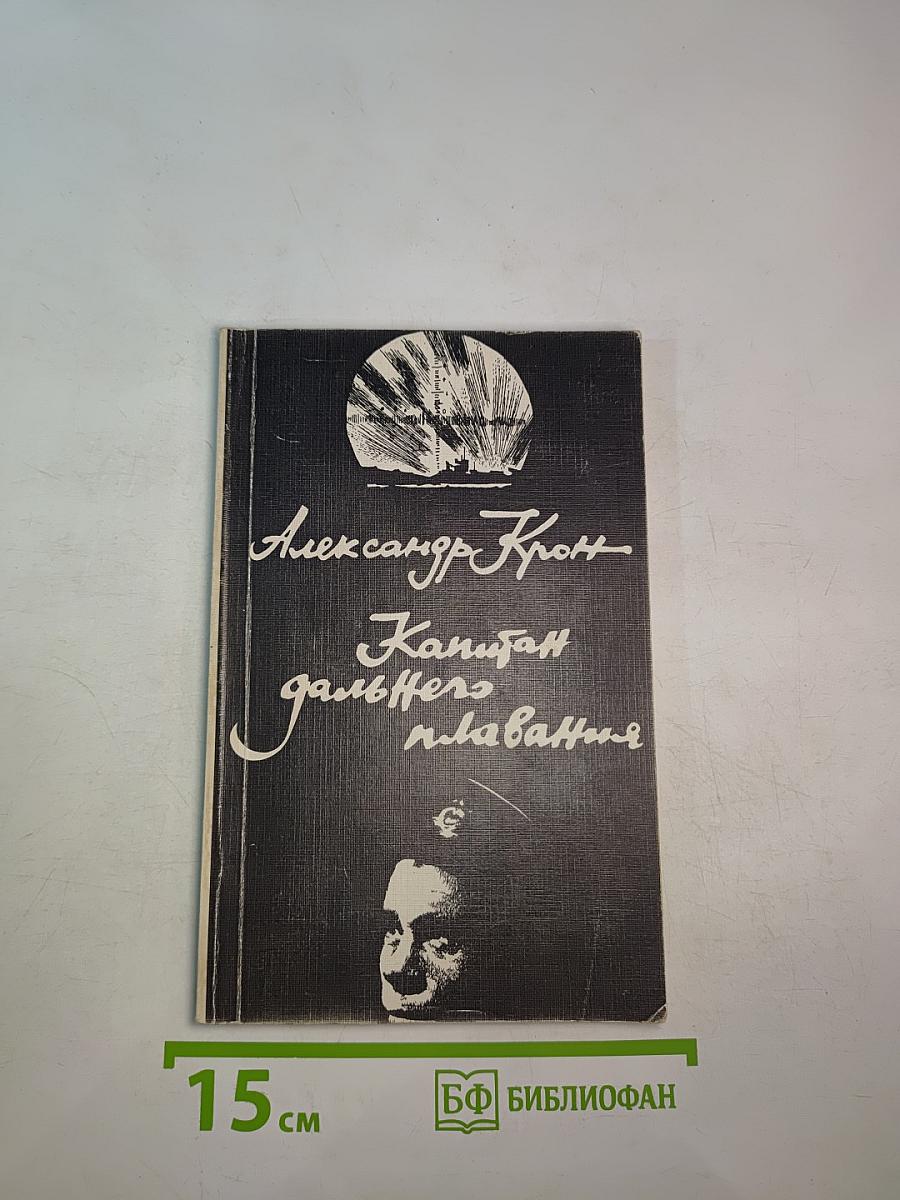 Александр Крон
Капитан
дальнего
плавания
15 см
БФ БИБЛИОФАН